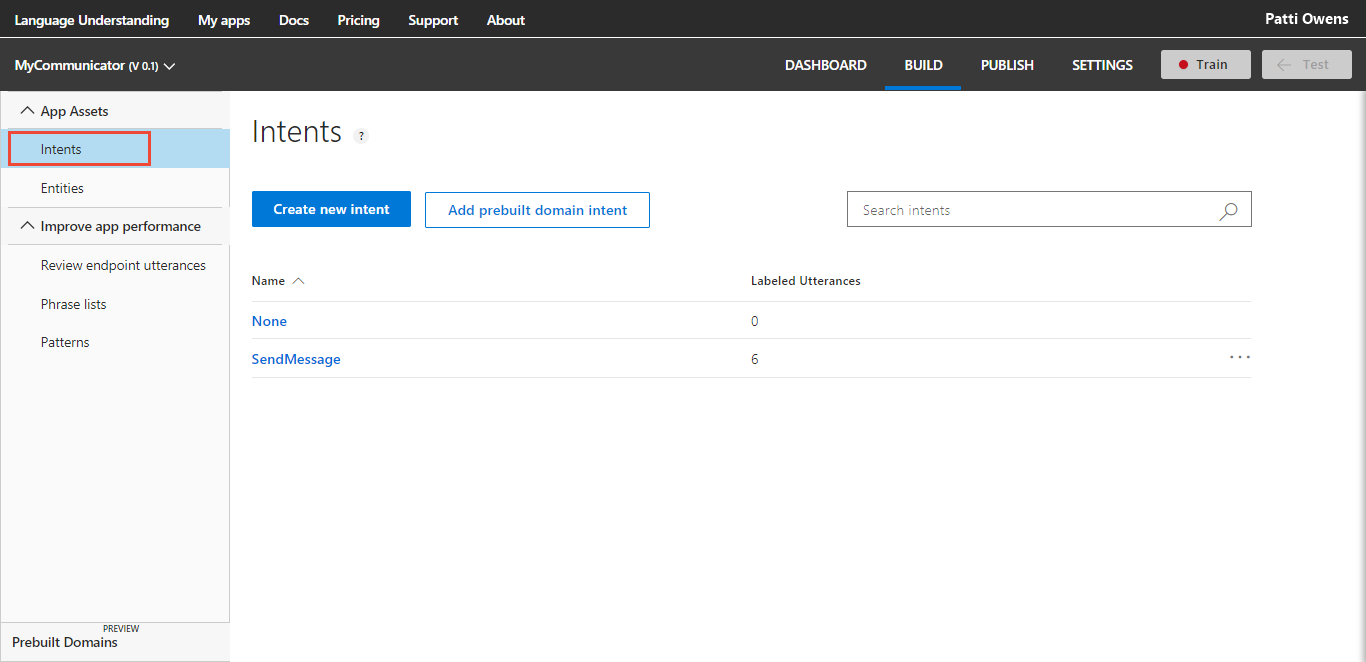 Language Understanding My apps Docs Pricing Support About Patti Owens
MyCommunicator (V 0.1) DASHBOARD BUILD PUBLISH SETTINGS Train Test
App Assets
Intents
Entities
Improve app performance
Review endpoint utterances
Phrase lists
Patterns
PREVIEW
Prebuilt Domains
Intents ?
Create new intent Add prebuilt domain intent Search intents
Name Labeled Utterances
None 0
SendMessage 6 ...